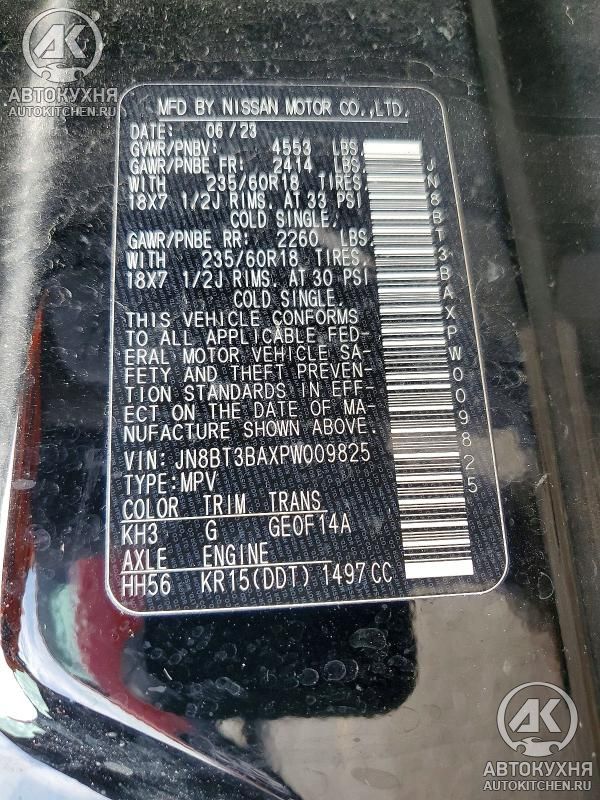 AK
АВТОКУХНЯ
AUTOKITCHEN.RU
MFD BY NISSAN MOTOR CO.,LTD.
DATE: 06/23
GVWR/PNBV: 4553 LBS.
GAWR/PNBE FR: 2414 LBS.
WITH 235/60R18 TIRES,
18X7 1/2J RIMS, AT 33 PSI
COLD SINGLE.
GAWR/PNBE RR: 2260 LBS.
WITH 235/60R18 TIRES,
18X7 1/2J RIMS, AT 30 PSI
COLD SINGLE.
THIS VEHICLE CONFORMS
TO ALL APPLICABLE FED-
ERAL MOTOR VEHICLE SA-
FETY AND THEFT PREVEN-
TION STANDARDS IN EFF-
ECT ON THE DATE OF MA-
NUFACTURE SHOWN ABOVE.
VIN: JN8BT3BAXPW009825
TYPE: MPV
COLOR TRIM TRANS
KH3 G GE0F14A
AXLE ENGINE
HH56 KR15(DDT) 1497CC
JN8BT3BAXPW009825
AK
АВТОКУХНЯ
AUTOKITCHEN.RU